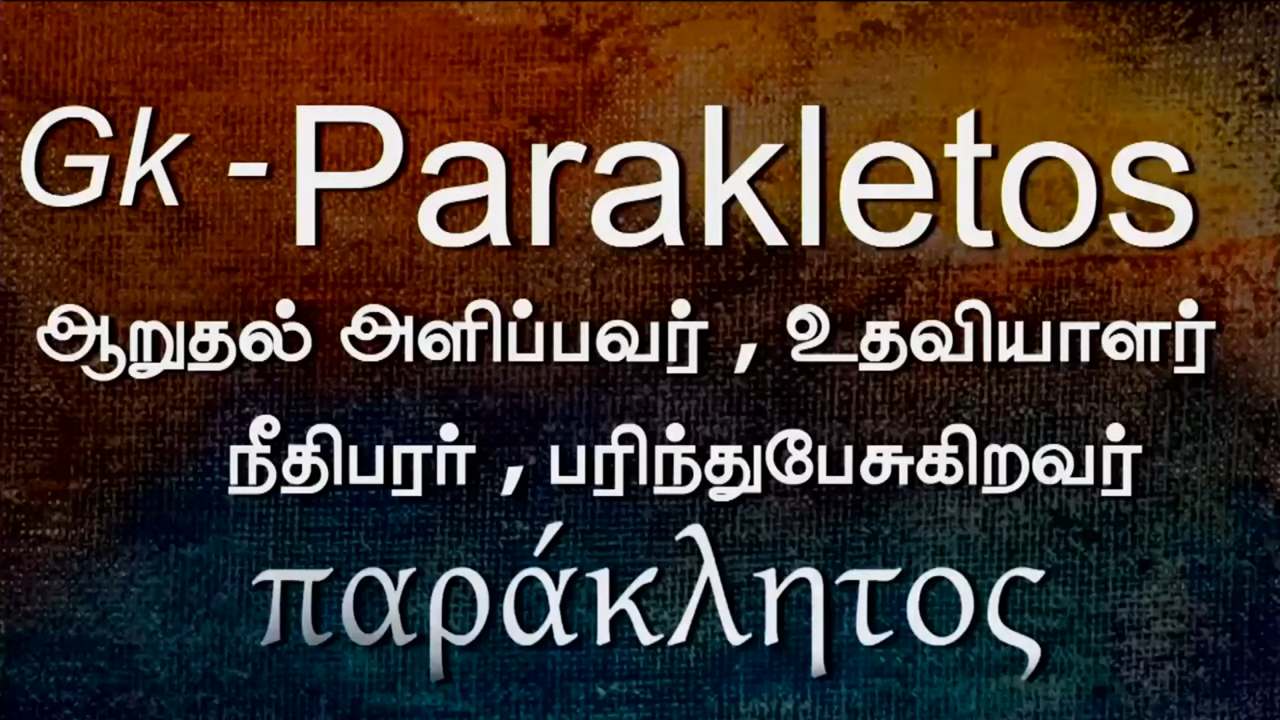 Gk - Parakletos
ஆறுதல் அளிப்பவர் , உதவியாளர்
நீதிபரர் , பரிந்துபேசுகிறவர்
παράκλητος